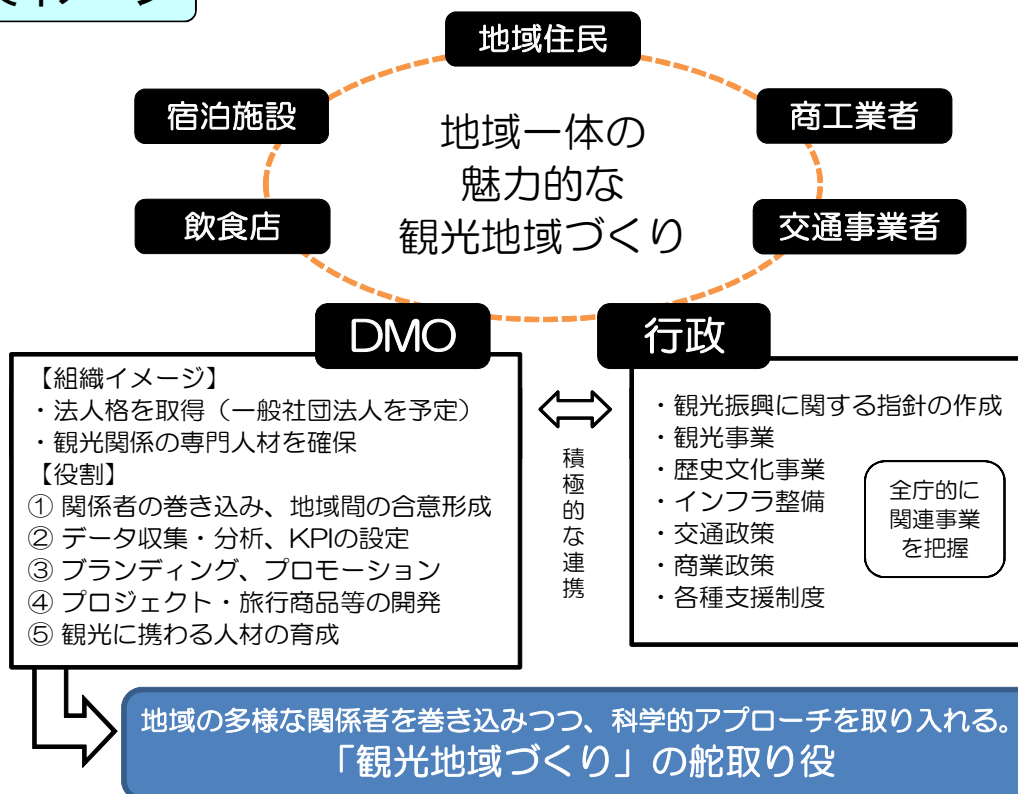 イメージ
地域住民
宿泊施設
商工業者
地域一体の
魅力的な
観光地域づくり
飲食店
交通事業者
DMO
行政
【組織イメージ】
・法人格を取得（一般社団法人を予定）
・観光関係の専門人材を確保
【役割】
① 関係者の巻き込み、地域間の合意形成
② データ収集・分析、KPIの設定
③ ブランディング、プロモーション
④ プロジェクト・旅行商品等の開発
⑤ 観光に携わる人材の育成
積極的な連携
・観光振興に関する指針の作成
・観光事業
・歴史文化事業
・インフラ整備
・交通政策
・商業政策
・各種支援制度
全庁的に
関連事業
を把握
地域の多様な関係者を巻き込みつつ、科学的アプローチを取り入れる。
「観光地域づくり」の舵取り役